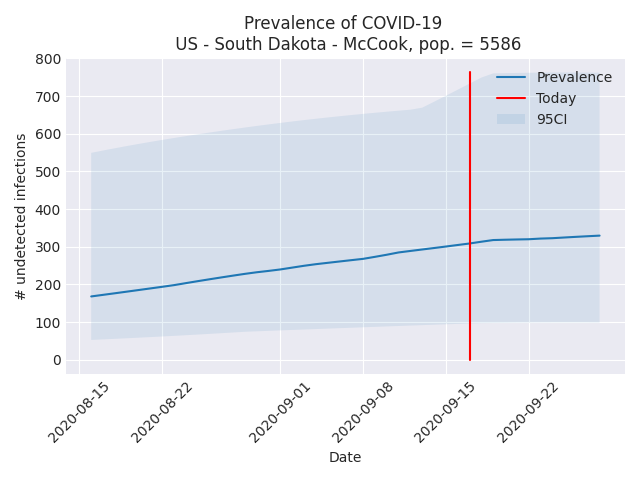 Prevalence of COVID-19
US - South Dakota - McCook, pop. = 5586
800
700
600
500
400
300
200
100
0
# undetected infections
Prevalence
Today
95CI
2020-08-15
2020-08-22
2020-09-01
2020-09-08
2020-09-15
2020-09-22
Date